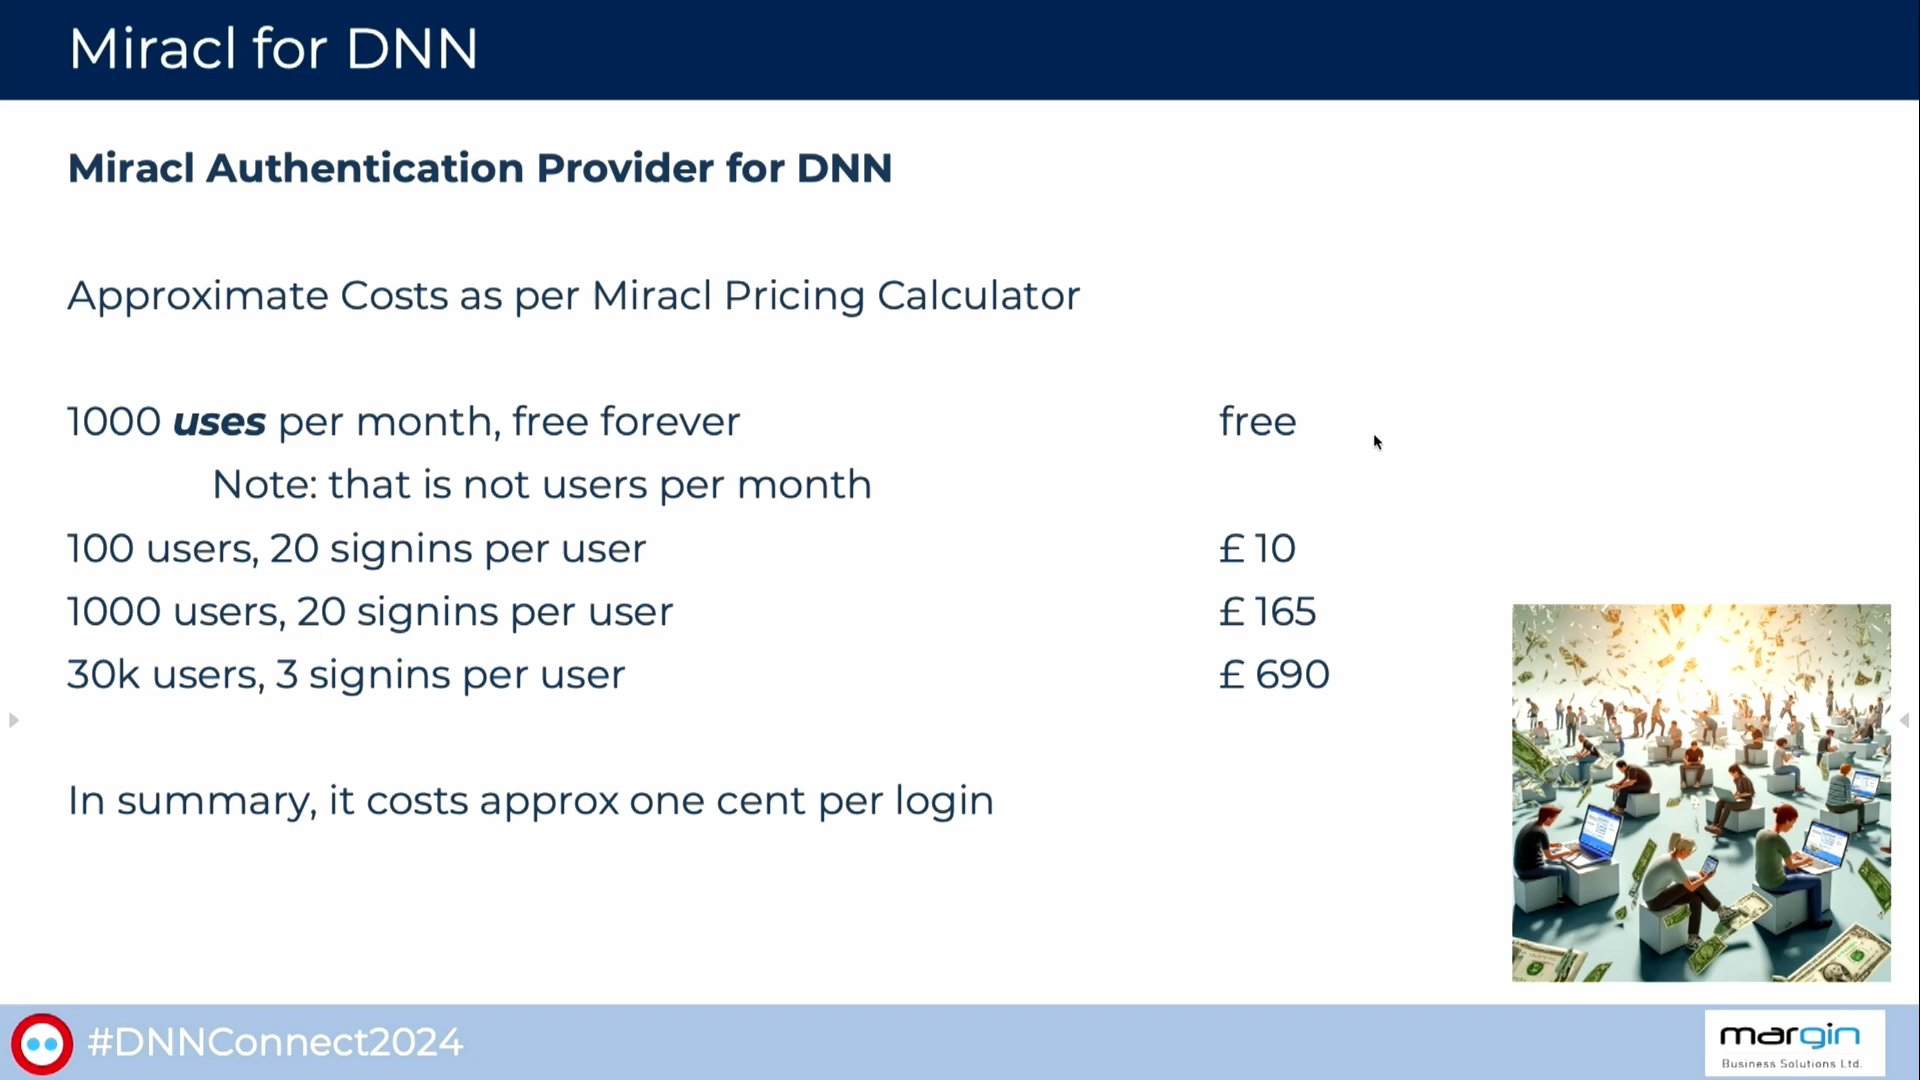 Miracl for DNN
Miracl Authentication Provider for DNN
Approximate Costs as per Miracl Pricing Calculator
1000 uses per month, free forever free
Note: that is not users per month
100 users, 20 signins per user £ 10
1000 users, 20 signins per user £ 165
30k users, 3 signins per user £ 690
In summary, it costs approx one cent per login
#DNNConnect2024
margin
Business Solutions Ltd.